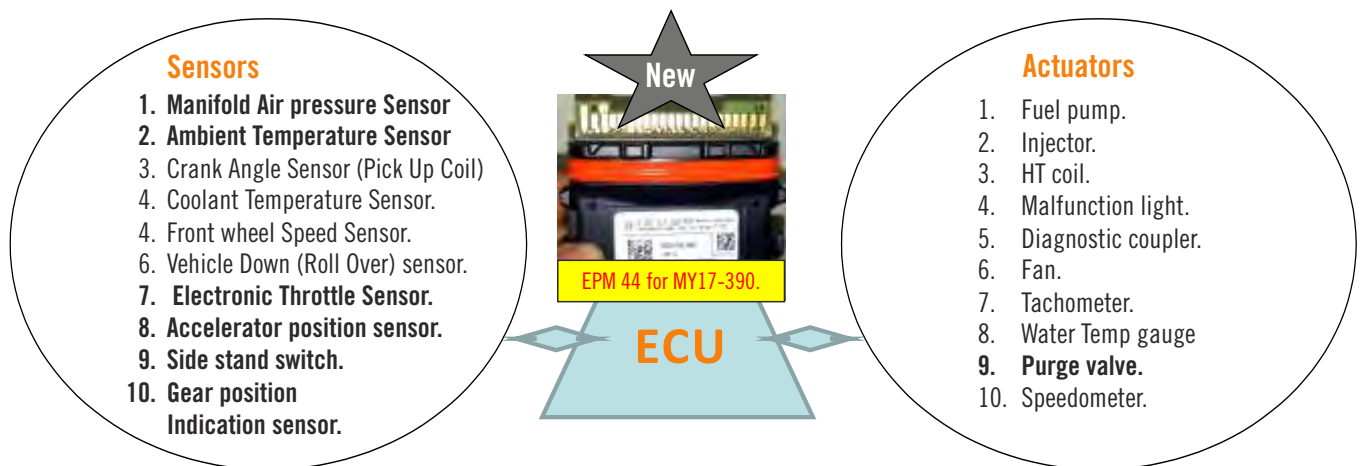 Sensors
1. Manifold Air pressure Sensor
2. Ambient Temperature Sensor
3. Crank Angle Sensor (Pick Up Coil)
4. Coolant Temperature Sensor.
4. Front wheel Speed Sensor.
6. Vehicle Down (Roll Over) sensor.
7. Electronic Throttle Sensor.
8. Accelerator position sensor.
9. Side stand switch.
10. Gear position
Indication sensor.
New
EPM 44 for MY17-390.
ECU
Actuators
1. Fuel pump.
2. Injector.
3. HT coil.
4. Malfunction light.
5. Diagnostic coupler.
6. Fan.
7. Tachometer.
8. Water Temp gauge
9. Purge valve.
10. Speedometer.